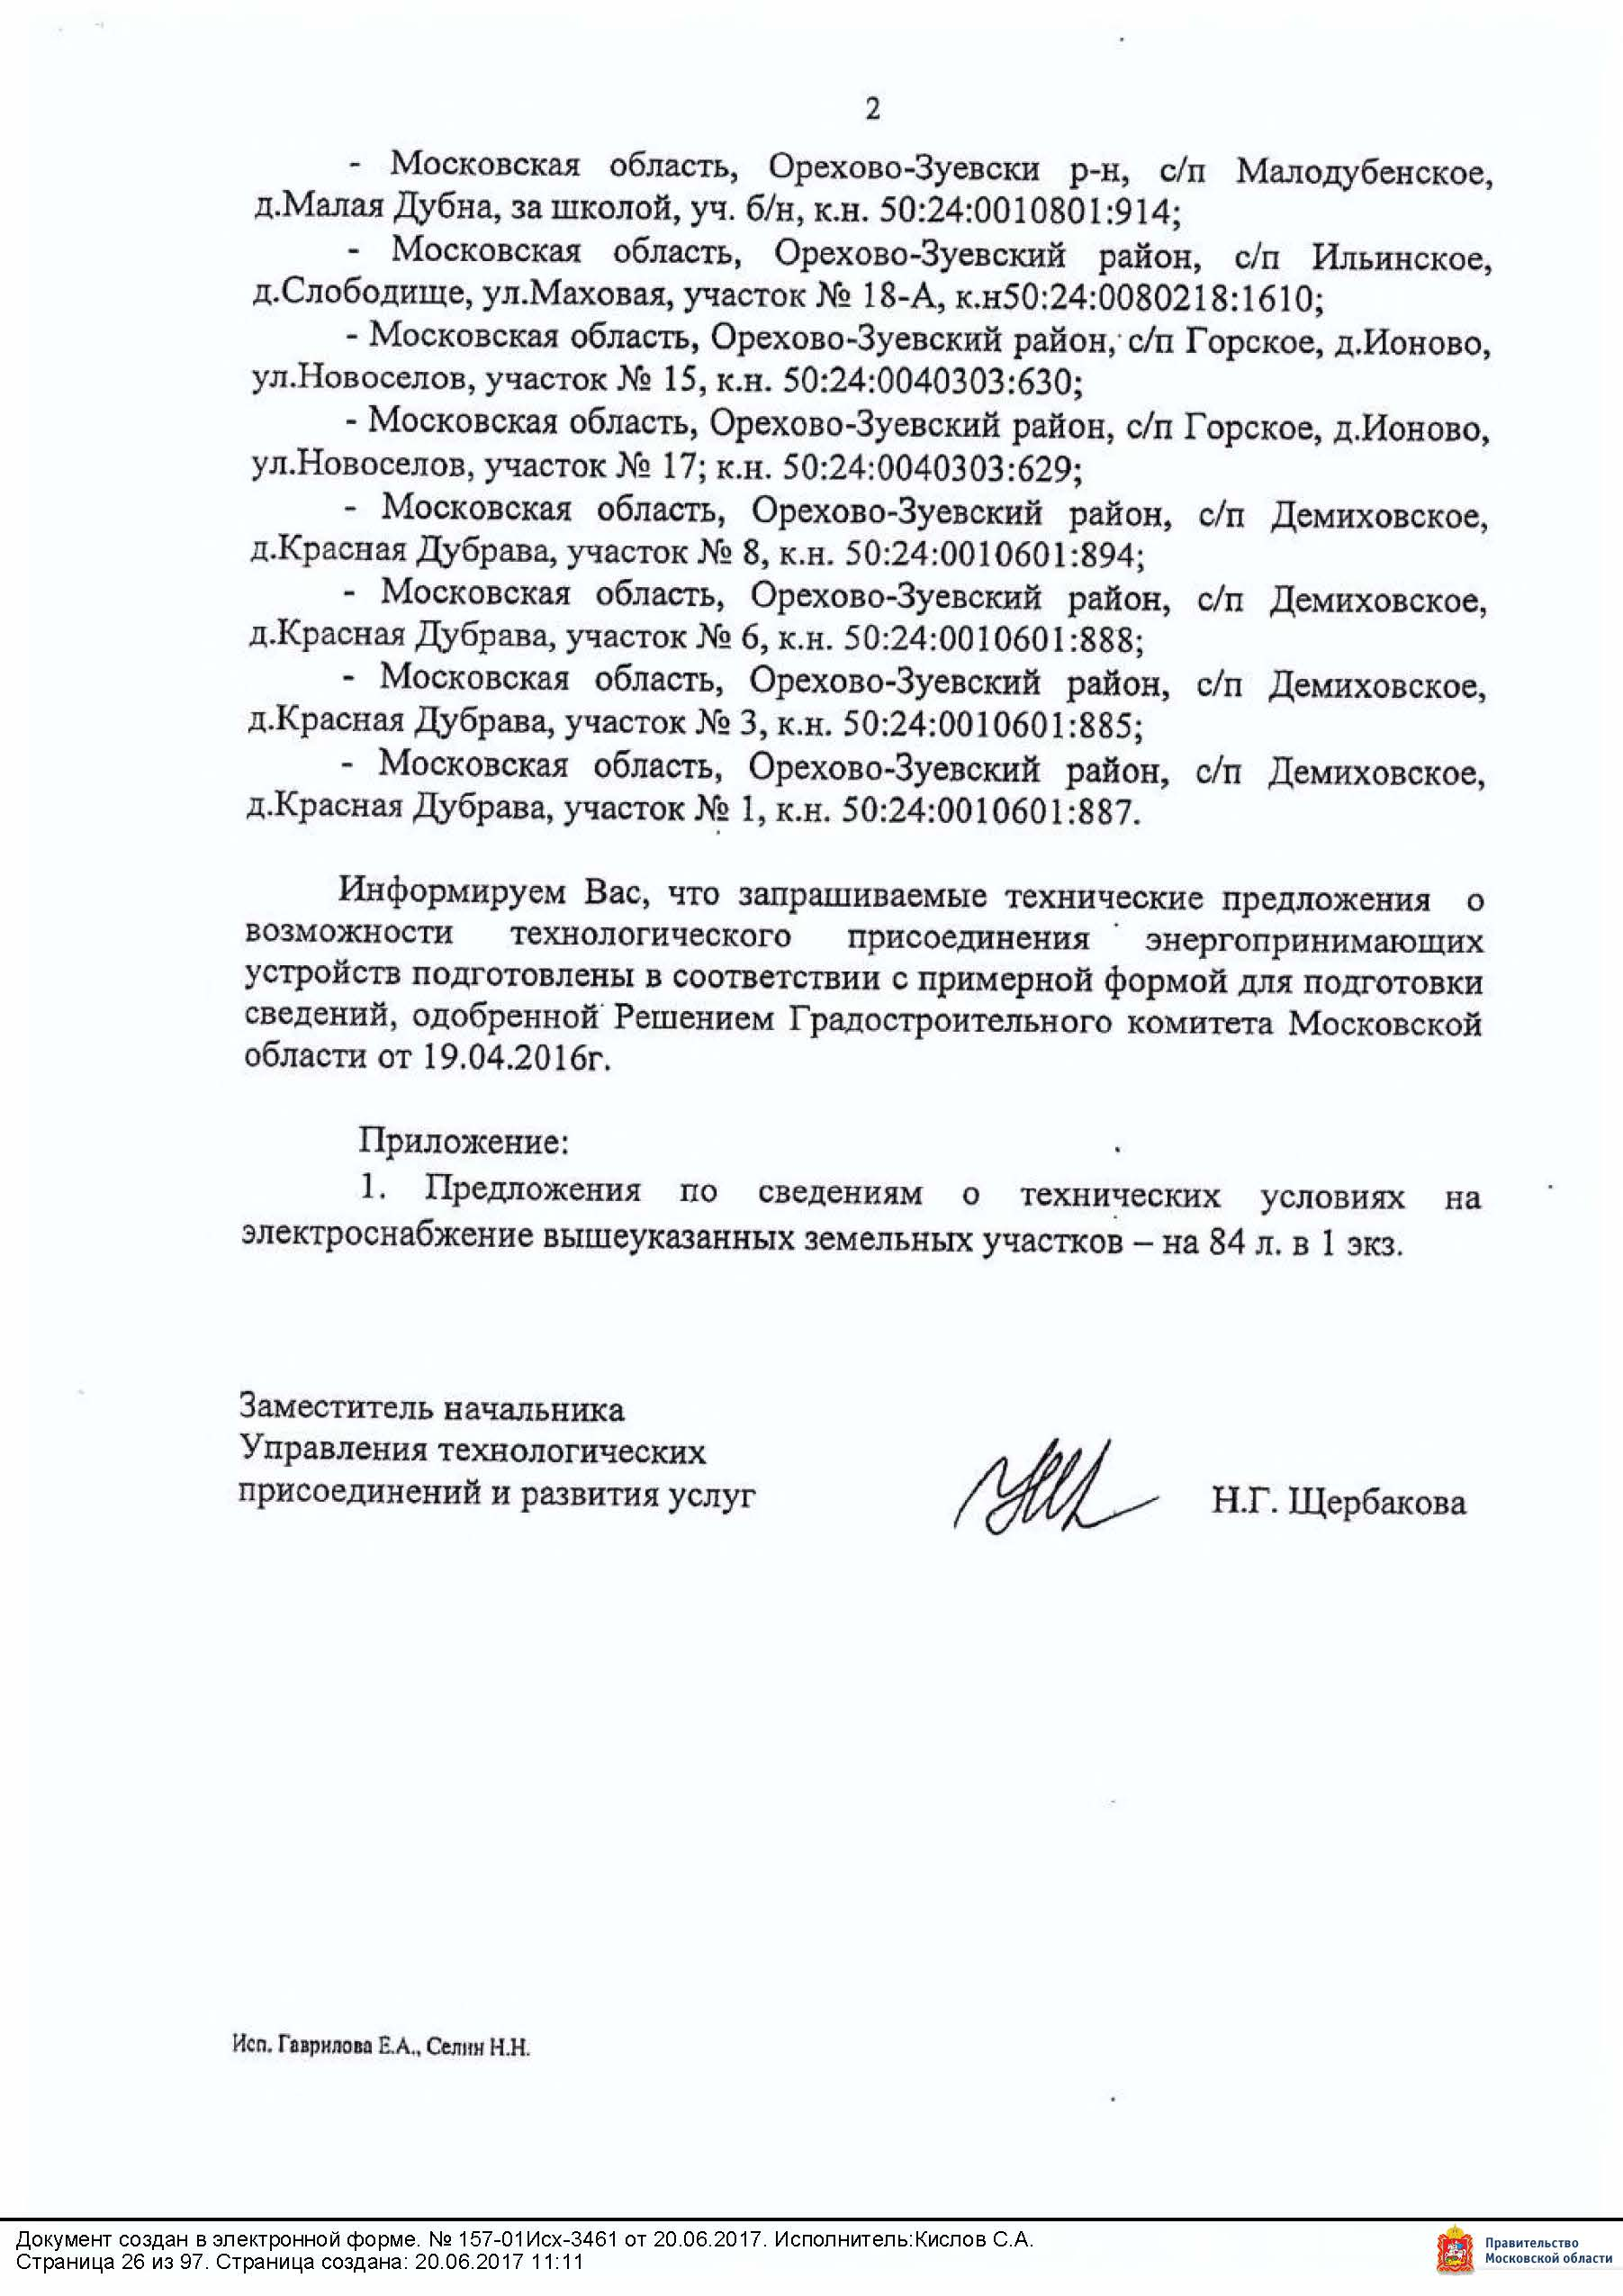 2
- Московская область, Орехово-Зуевски р-н, с/п Малодубенское,
д.Малая Дубна, за школой, уч. б/н, к.н. 50:24:0010801:914;
- Московская область, Орехово-Зуевский район, с/п Ильинское,
д.Слободище, ул.Маховая, участок № 18-А, к.н50:24:0080218:1610;
- Московская область, Орехово-Зуевский район, с/п Горское, д.Ионово,
ул.Новоселов, участок № 15, к.н. 50:24:0040303:630;
- Московская область, Орехово-Зуевский район, с/п Горское, д.Ионово,
ул.Новоселов, участок № 17; к.н. 50:24:0040303:629;
- Московская область, Орехово-Зуевский район, с/п Демиховское,
д.Красная Дубрава, участок № 8, к.н. 50:24:0010601:894;
- Московская область, Орехово-Зуевский район, с/п Демиховское,
д.Красная Дубрава, участок № 6, к.н. 50:24:0010601:888;
- Московская область, Орехово-Зуевский район, с/п Демиховское,
д.Красная Дубрава, участок № 3, к.н. 50:24:0010601:885;
- Московская область, Орехово-Зуевский район, с/п Демиховское,
д.Красная Дубрава, участок № 1, к.н. 50:24:0010601:887.
Информируем Вас, что запрашиваемые технические предложения о
возможности технологического присоединения энергопринимающих
устройств подготовлены в соответствии с примерной формой для подготовки
сведений, одобренной Решением Градостроительного комитета Московской
области от 19.04.2016г.
Приложение:
1. Предложения по сведениям о технических условиях на
электроснабжение вышеуказанных земельных участков – на 84 л. в 1 экз.
Заместитель начальника
Управления технологических
присоединений и развития услуг
Н.Г. Щербакова
Исп. Гаврилова Е.А., Селин Н.Н.
Документ создан в электронной форме. № 157-01Исх-3461 от 20.06.2017. Исполнитель:Кислов С.А.
Страница 26 из 97. Страница создана: 20.06.2017 11:11
Правительство
Московской области